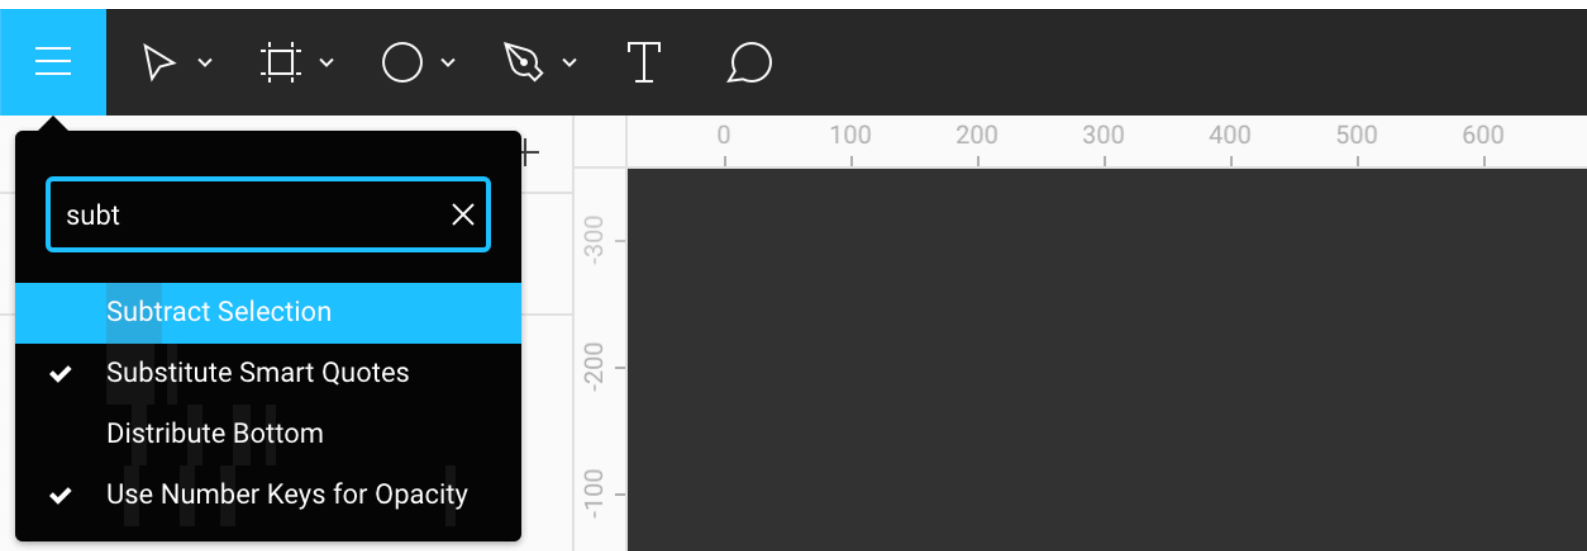 T
0 100 200 300 400 500 600
subt
Subtract Selection
Substitute Smart Quotes
Distribute Bottom
Use Number Keys for Opacity
-300
-200
-100